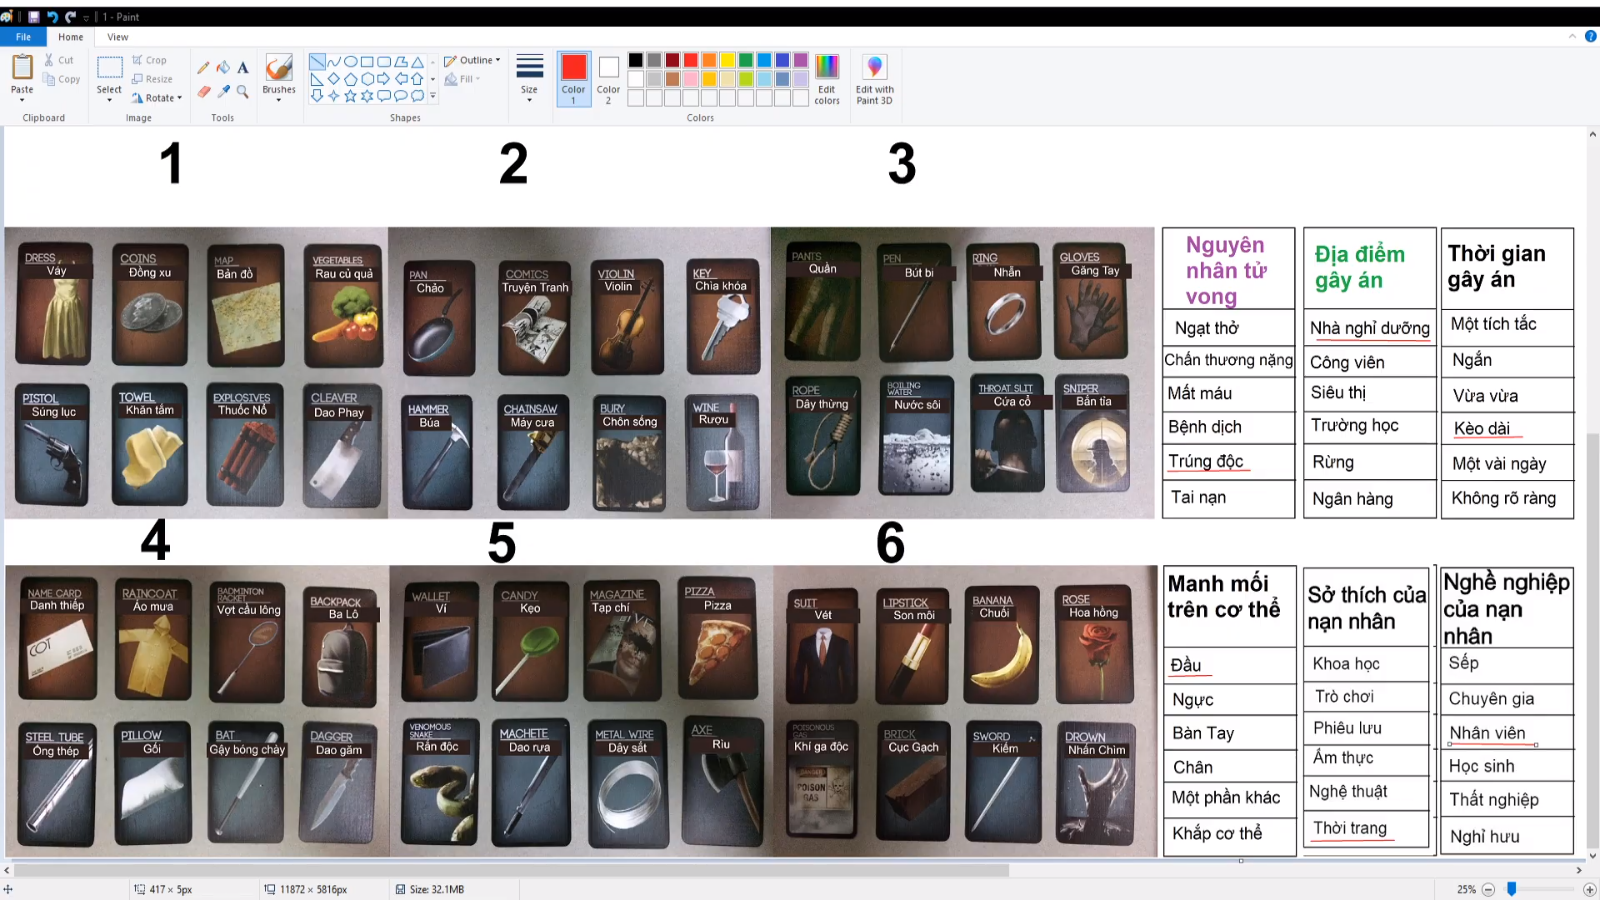 1 - Paint
File Home View
Paste
Cut
Copy
Clipboard
Select
Crop
Resize
Rotate
Image
Tools
Brushes
Shapes
Outline
Fill
Size
Color
1
Color
2
Colors
Edit
colors
Edit with
Paint 3D
1 2 3
DRESS
Váy
COINS
Đồng xu
MAP
Bản đồ
VEGETABLES
Rau củ quả
PISTOL
Súng lục
TOWEL
Khăn tắm
EXPLOSIVES
Thuốc Nổ
CLEAVER
Dao Phay
PAN
Chảo
COMICS
Truyện Tranh
VIOLIN
Violin
KEY
Chìa khóa
HAMMER
Búa
CHAINSAW
Máy cưa
BURY
Chôn sống
WINE
Rượu
PANTS
Quần
PEN
Bút bi
RING
Nhẫn
GLOVES
Găng Tay
ROPE
Dây thừng
BOILING
WATER
Nước sôi
THROAT SLIT
Cứa cổ
SNIPER
Bắn tỉa
Nguyên
nhân tử
vong
Ngạt thở
Chấn thương nặng
Mất máu
Bệnh dịch
Trúng độc
Tai nạn
Địa điểm
gây án
Nhà nghỉ dưỡng
Công viên
Siêu thị
Trường học
Rừng
Ngân hàng
Thời gian
gây án
Một tích tắc
Ngắn
Vừa vừa
Kèo dài
Một vài ngày
Không rõ ràng
4 5 6
NAME CARD
Danh thiếp
COT
RAINCOAT
Áo mưa
BADMINTON
RACKET
Vợt cầu lông
BACKPACK
Ba Lô
STEEL TUBE
Ống thép
PILLOW
Gối
BAT
Gậy bóng chày
DAGGER
Dao găm
WALLET
Ví
CANDY
Kẹo
MAGAZINE
Tạp chí
PIZZA
Pizza
VENOMOUS
SNAKE
Rắn độc
MACHETE
Dao rựa
METAL WIRE
Dây sắt
AXE
Rìu
SUIT
Vét
LIPSTICK
Son môi
BANANA
Chuối
ROSE
Hoa hồng
POISONOUS
GAS
Khí ga độc
DANGER
POISON
GAS
BRICK
Cục Gạch
SWORD
Kiếm
DROWN
Nhấn Chìm
Manh mối
trên cơ thể
Đầu
Ngực
Bàn Tay
Chân
Một phần khác
Khắp cơ thể
Sở thích của
nạn nhân
Khoa học
Trò chơi
Phiêu lưu
Ẩm thực
Nghệ thuật
Thời trang
Nghề nghiệp
của nạn
nhân
Sếp
Chuyên gia
Nhân viên
Học sinh
Thất nghiệp
Nghỉ hưu
417 × 5px
11872 × 5816px
Size: 32.1MB
25%